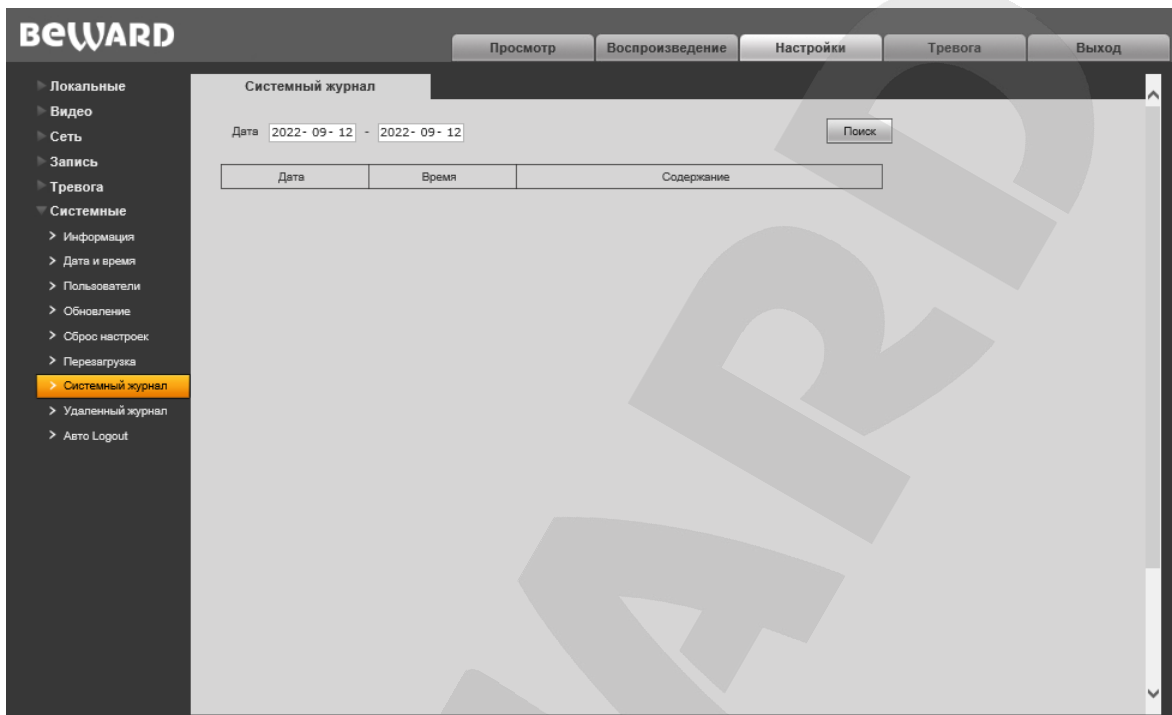 BEWARD
Просмотр Воспроизведение Настройки Тревога Выход
Локальные
Видео
Сеть
Запись
Тревога
Системные
Информация
Дата и время
Пользователи
Обновление
Сброс настроек
Перезагрузка
Системный журнал
Удаленный журнал
Авто Logout
Системный журнал
Дата 2022- 09- 12 - 2022- 09- 12 Поиск
Дата Время Содержание